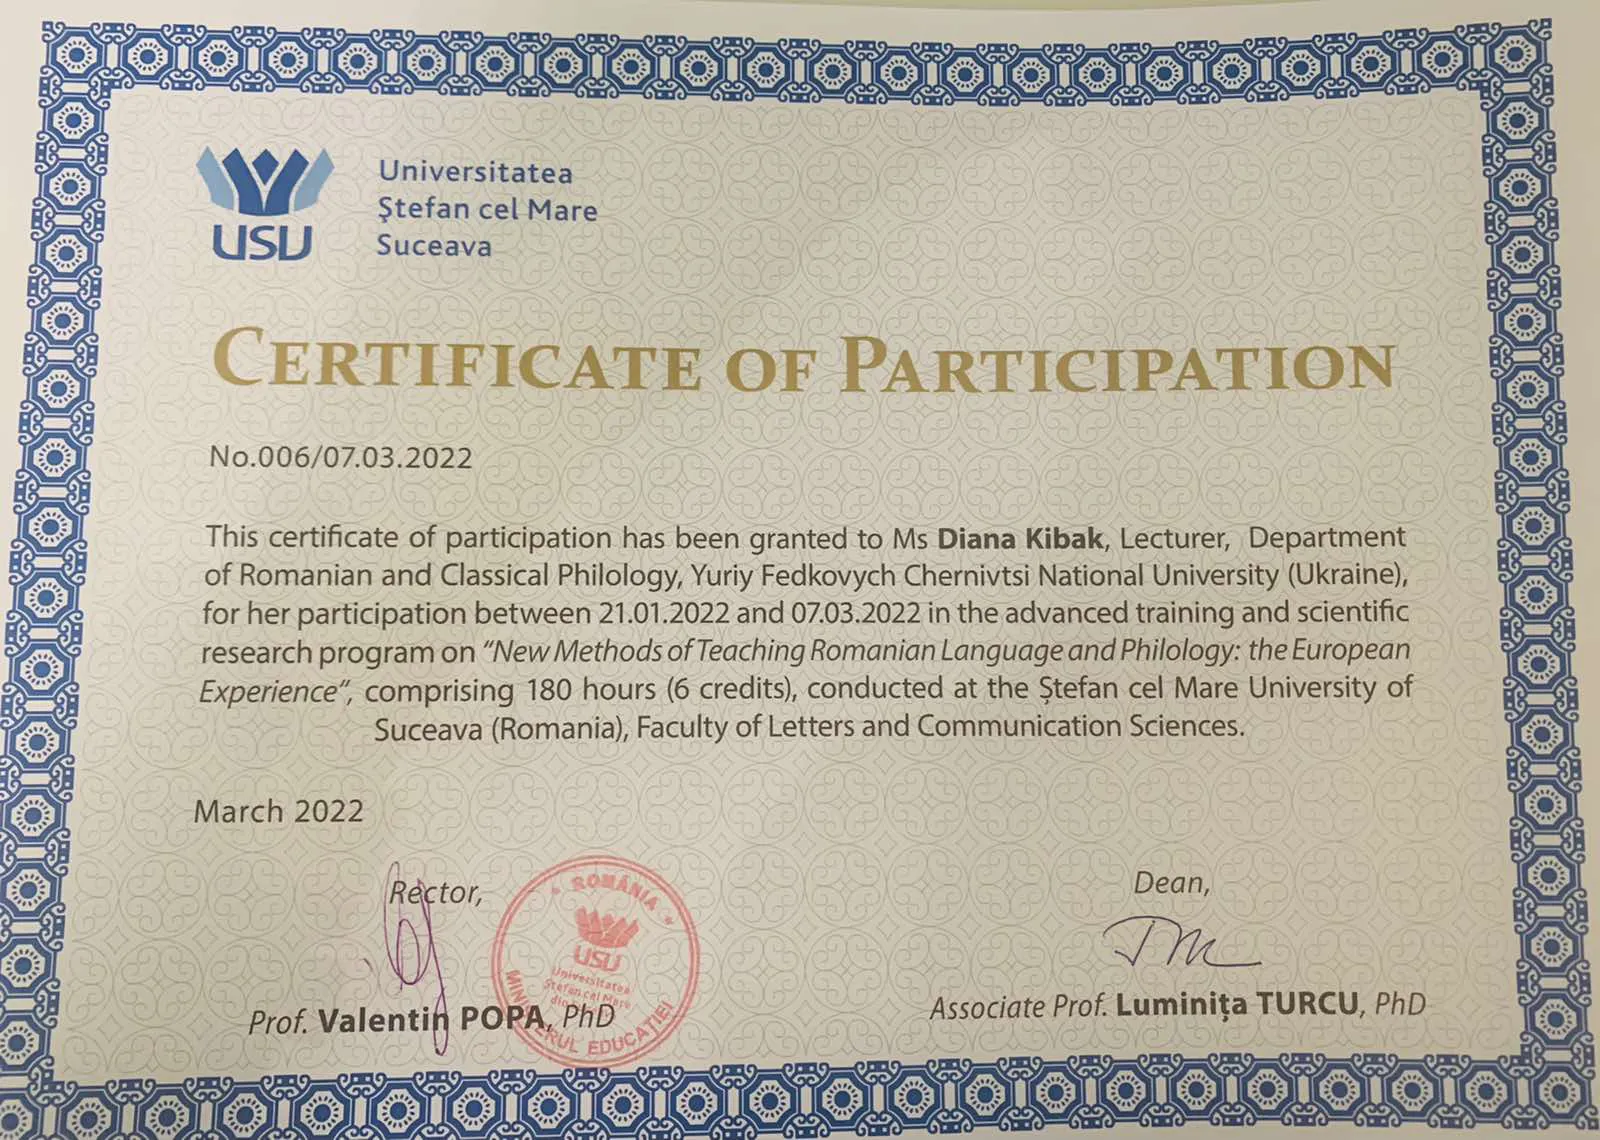 USU
Universitatea
Ștefan cel Mare
Suceava
CERTIFICATE OF PARTICIPATION
No.006/07.03.2022
This certificate of participation has been granted to Ms Diana Kibak, Lecturer, Department
of Romanian and Classical Philology, Yuriy Fedkovych Chernivtsi National University (Ukraine),
for her participation between 21.01.2022 and 07.03.2022 in the advanced training and scientific
research program on “New Methods of Teaching Romanian Language and Philology: the European
Experience”, comprising 180 hours (6 credits), conducted at the Ștefan cel Mare University of
Suceava (Romania), Faculty of Letters and Communication Sciences.
March 2022
Rector,
Prof. Valentin POPA, PhD
ROMÂNIA
USU
Universitatea
Ștefan cel Mare
din
MINISTERUL EDUCAȚIEI
Dean,
Associate Prof. Luminița TURCU, PhD